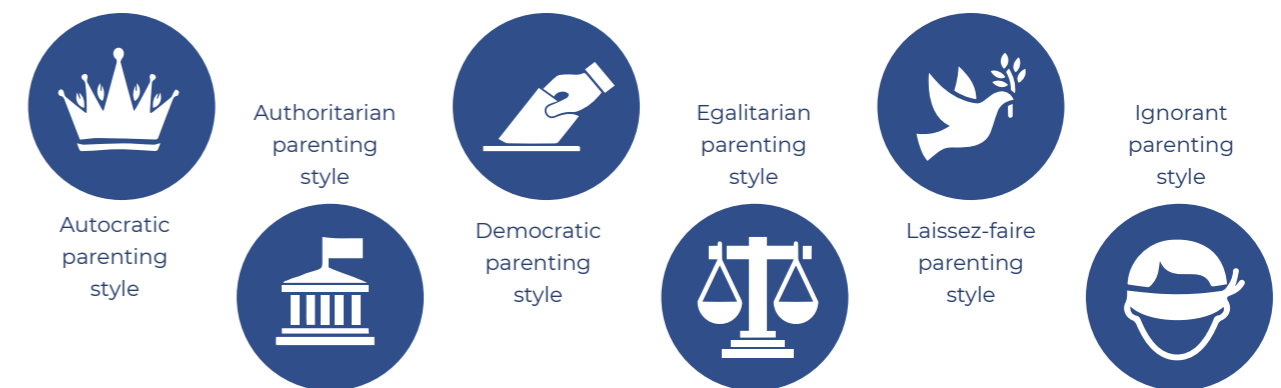 Autocratic
parenting
style
Authoritarian
parenting
style
Democratic
parenting
style
Egalitarian
parenting
style
Laissez-faire
parenting
style
Ignorant
parenting
style